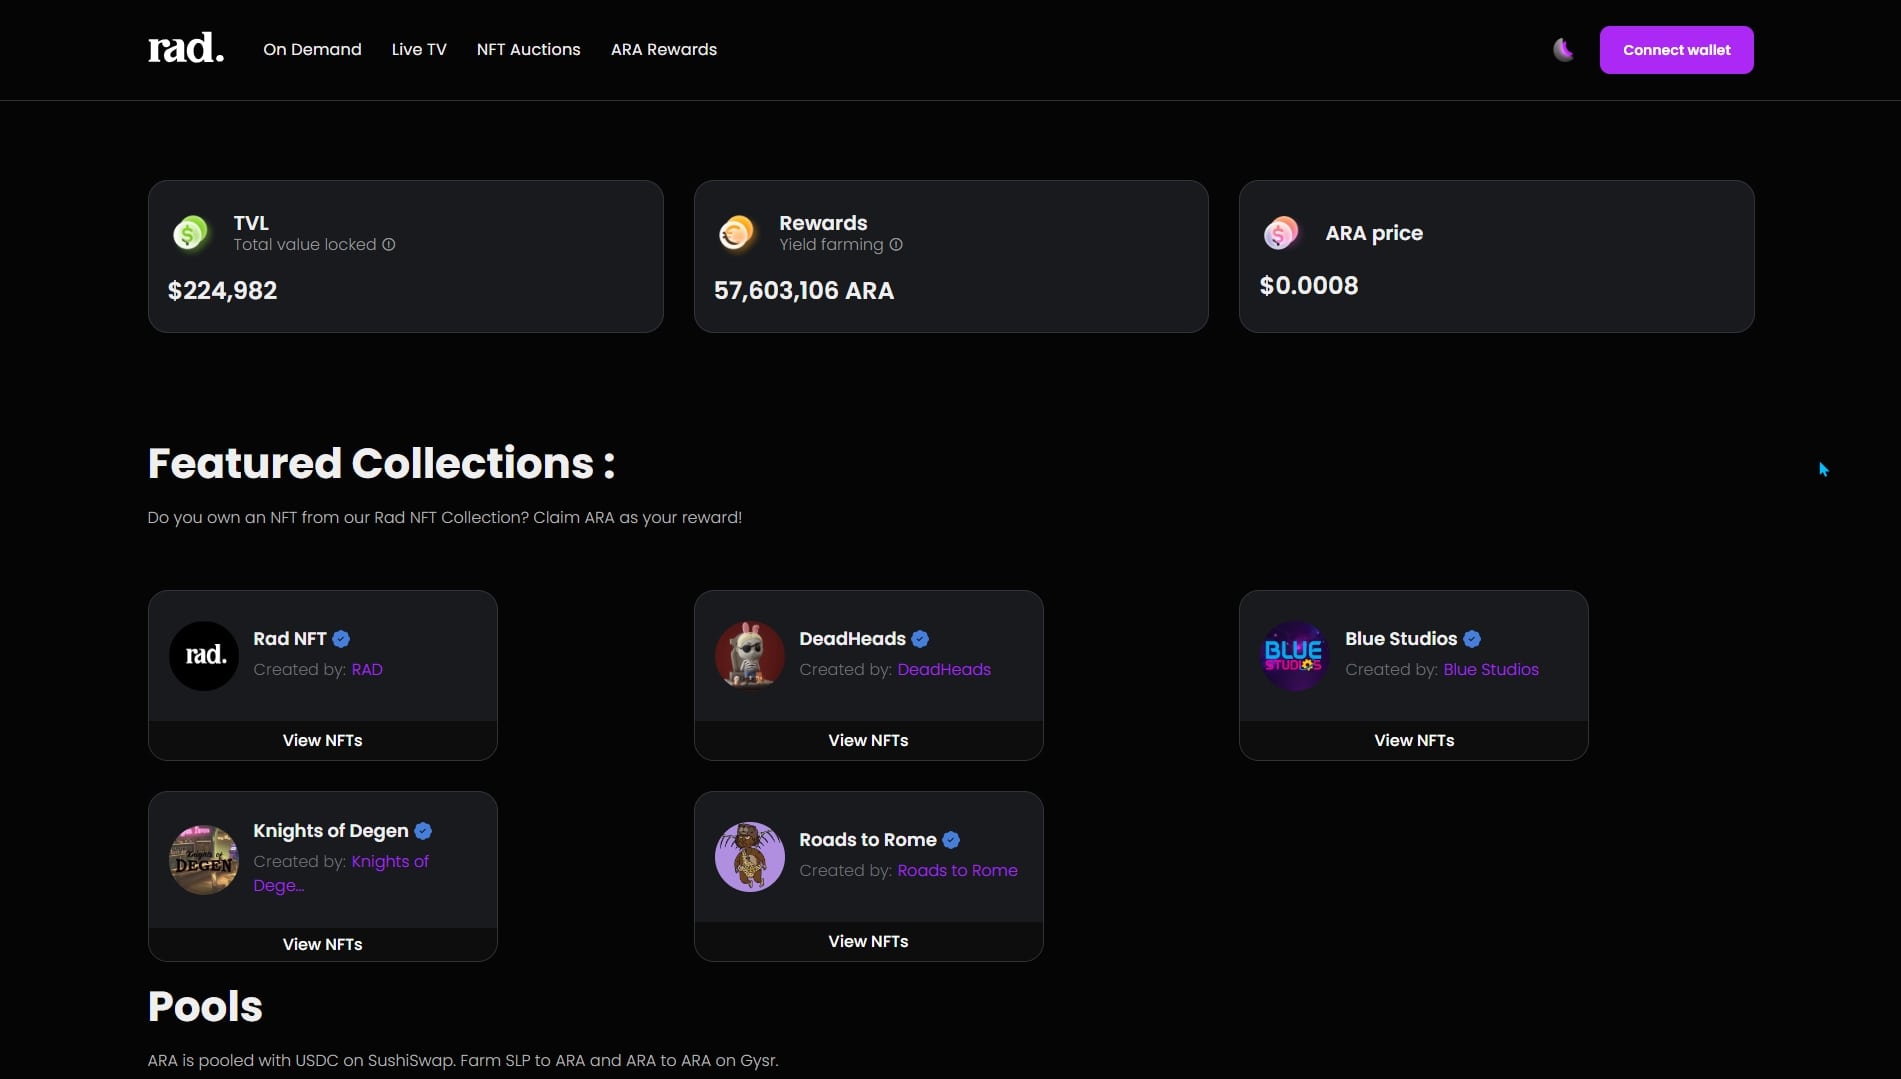 rad.
On Demand
Live TV
NFT Auctions
ARA Rewards
Connect wallet
TVL
Total value locked
$224,982
Rewards
Yield farming
57,603,106 ARA
ARA price
$0.0008
Featured Collections :
Do you own an NFT from our Rad NFT Collection? Claim ARA as your reward!
rad.
Rad NFT
Created by: RAD
View NFTs
DeadHeads
Created by: DeadHeads
View NFTs
BLUE
STUDIOS
Blue Studios
Created by: Blue Studios
View NFTs
Knights of
DEGEN
Knights of Degen
Created by: Knights of
Dege...
View NFTs
Roads to Rome
Created by: Roads to Rome
View NFTs
Pools
ARA is pooled with USDC on SushiSwap. Farm SLP to ARA and ARA to ARA on Gysr.